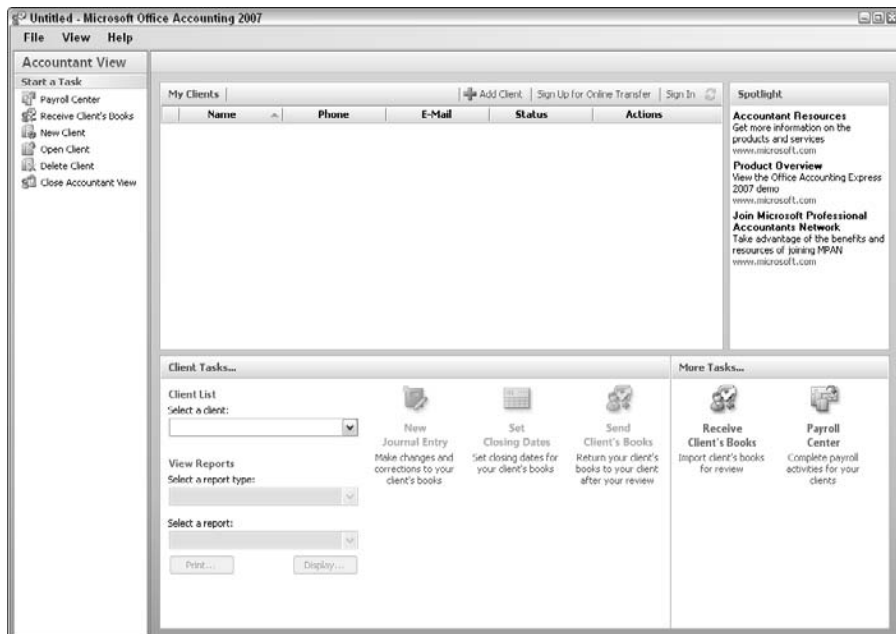 Untitled - Microsoft Office Accounting 2007
File View Help
Accountant View
Start a Task
Payroll Center
Receive Client's Books
New Client
Open Client
Delete Client
Close Accountant View
My Clients
Add Client
Sign Up for Online Transfer
Sign In
Name Phone E-Mail Status Actions
Spotlight
Accountant Resources
Get more information on the
products and services
www.microsoft.com
Product Overview
View the Office Accounting Express
2007 demo
www.microsoft.com
Join Microsoft Professional
Accountants Network
Take advantage of the benefits and
resources of joining MPAN
www.microsoft.com
Client Tasks...
Client List
Select a client:
View Reports
Select a report type:
Select a report:
Print...
Display...
New
Journal Entry
Make changes and
corrections to your
client's books
Set
Closing Dates
Set closing dates for
your client's books
Send
Client's Books
Return your client's
books to your client
after your review
More Tasks...
Receive
Client's Books
Import client's books
for review
Payroll
Center
Complete payroll
activities for your
clients